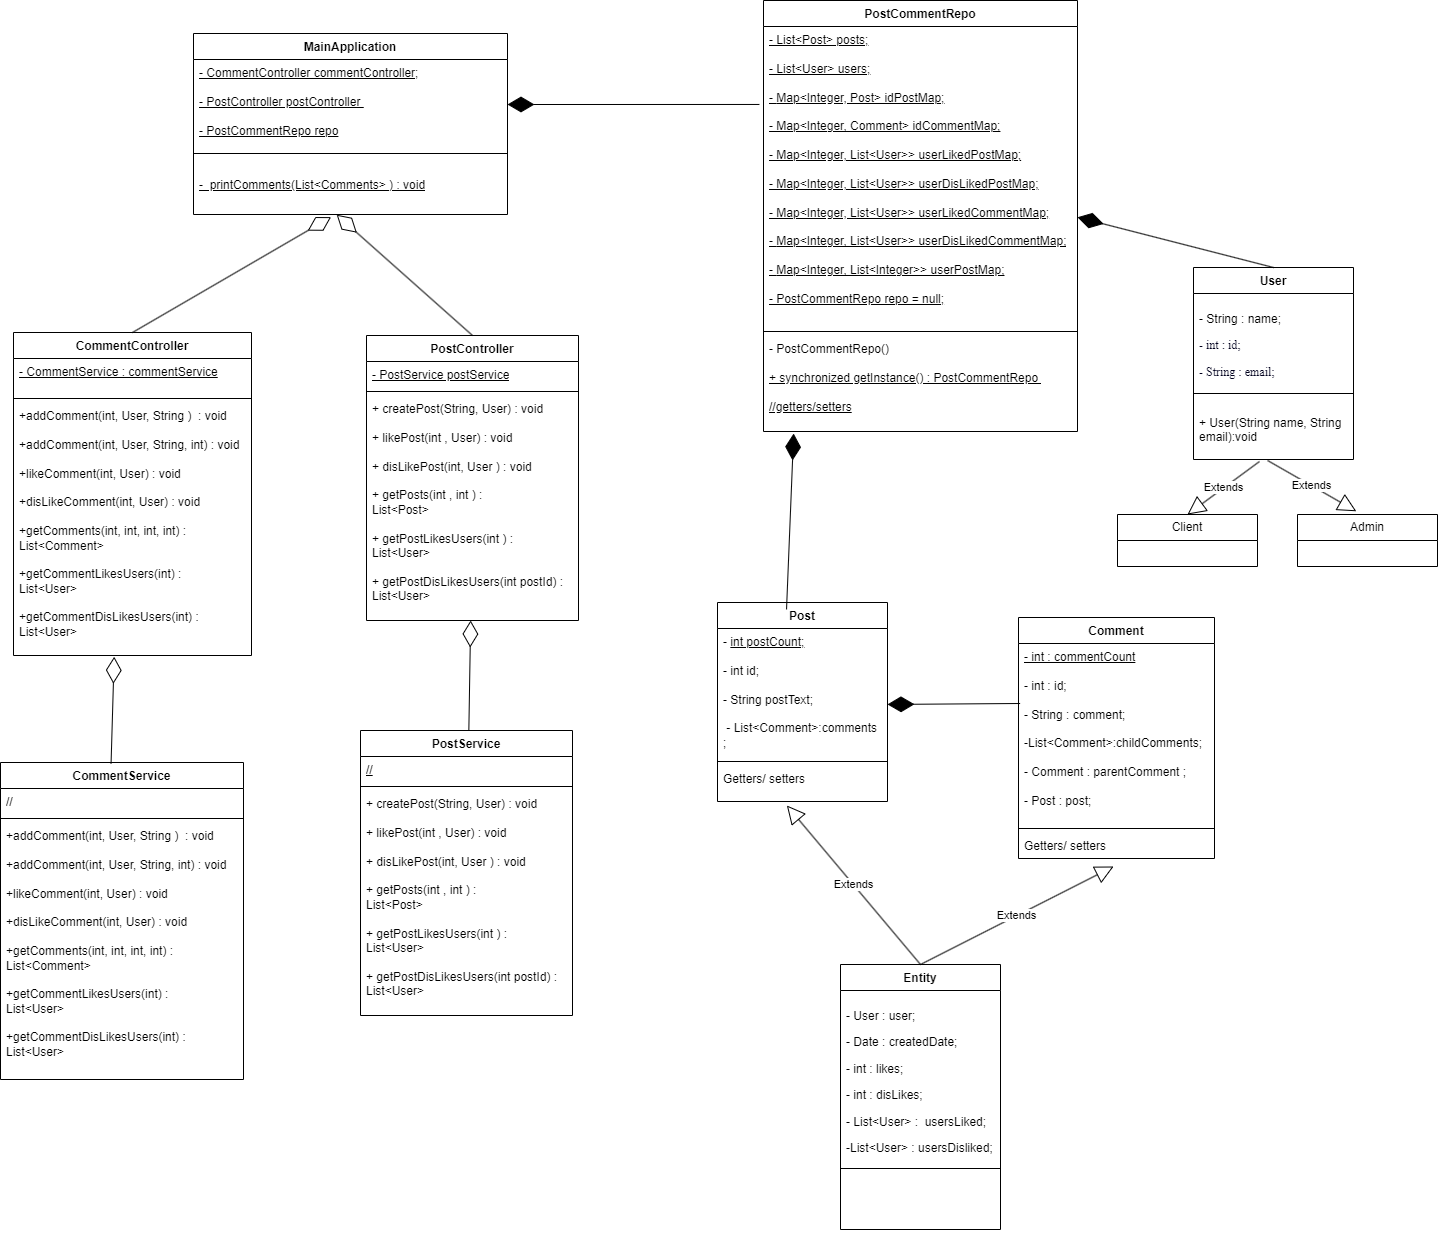 MainApplication
- CommentController commentController;
- PostController postController
- PostCommentRepo repo
- printComments(List<Comments> ) : void
PostCommentRepo
- List<Post> posts;
- List<User> users;
- Map<Integer, Post> idPostMap;
- Map<Integer, Comment> idCommentMap;
- Map<Integer, List<User>> userLikedPostMap;
- Map<Integer, List<User>> userDisLikedPostMap;
- Map<Integer, List<User>> userLikedCommentMap;
- Map<Integer, List<User>> userDisLikedCommentMap;
- Map<Integer, List<Integer>> userPostMap;
- PostCommentRepo repo = null;
- PostCommentRepo()
+ synchronized getInstance() : PostCommentRepo
//getters/setters
User
- String : name;
- int : id;
- String : email;
+ User(String name, String
email):void
Extends
Extends
Client
Admin
CommentController
- CommentService : commentService
+addComment(int, User, String ) : void
+addComment(int, User, String, int) : void
+likeComment(int, User) : void
+disLikeComment(int, User) : void
+getComments(int, int, int, int) :
List<Comment>
+getCommentLikesUsers(int) :
List<User>
+getCommentDisLikesUsers(int) :
List<User>
PostController
- PostService postService
+ createPost(String, User) : void
+ likePost(int , User) : void
+ disLikePost(int, User ) : void
+ getPosts(int , int ) :
List<Post>
+ getPostLikesUsers(int ) :
List<User>
+ getPostDisLikesUsers(int postId) :
List<User>
CommentService
//
+addComment(int, User, String ) : void
+addComment(int, User, String, int) : void
+likeComment(int, User) : void
+disLikeComment(int, User) : void
+getComments(int, int, int, int) :
List<Comment>
+getCommentLikesUsers(int) :
List<User>
+getCommentDisLikesUsers(int) :
List<User>
PostService
//
+ createPost(String, User) : void
+ likePost(int , User) : void
+ disLikePost(int, User ) : void
+ getPosts(int , int ) :
List<Post>
+ getPostLikesUsers(int ) :
List<User>
+ getPostDisLikesUsers(int postId) :
List<User>
Post
- int postCount;
- int id;
- String postText;
- List<Comment>:comments
;
Getters/ setters
Comment
- int : commentCount
- int : id;
- String : comment;
-List<Comment>:childComments;
- Comment : parentComment ;
- Post : post;
Getters/ setters
Extends
Extends
Entity
- User : user;
- Date : createdDate;
- int : likes;
- int : disLikes;
- List<User> : usersLiked;
-List<User> : usersDisliked;